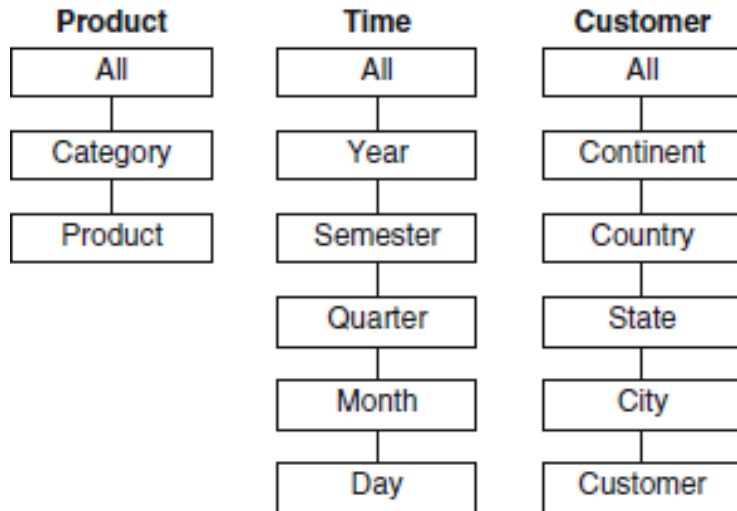 Product Time Customer
All All All
Category Year Continent
Product Semester Country
Quarter State
Month City
Day Customer